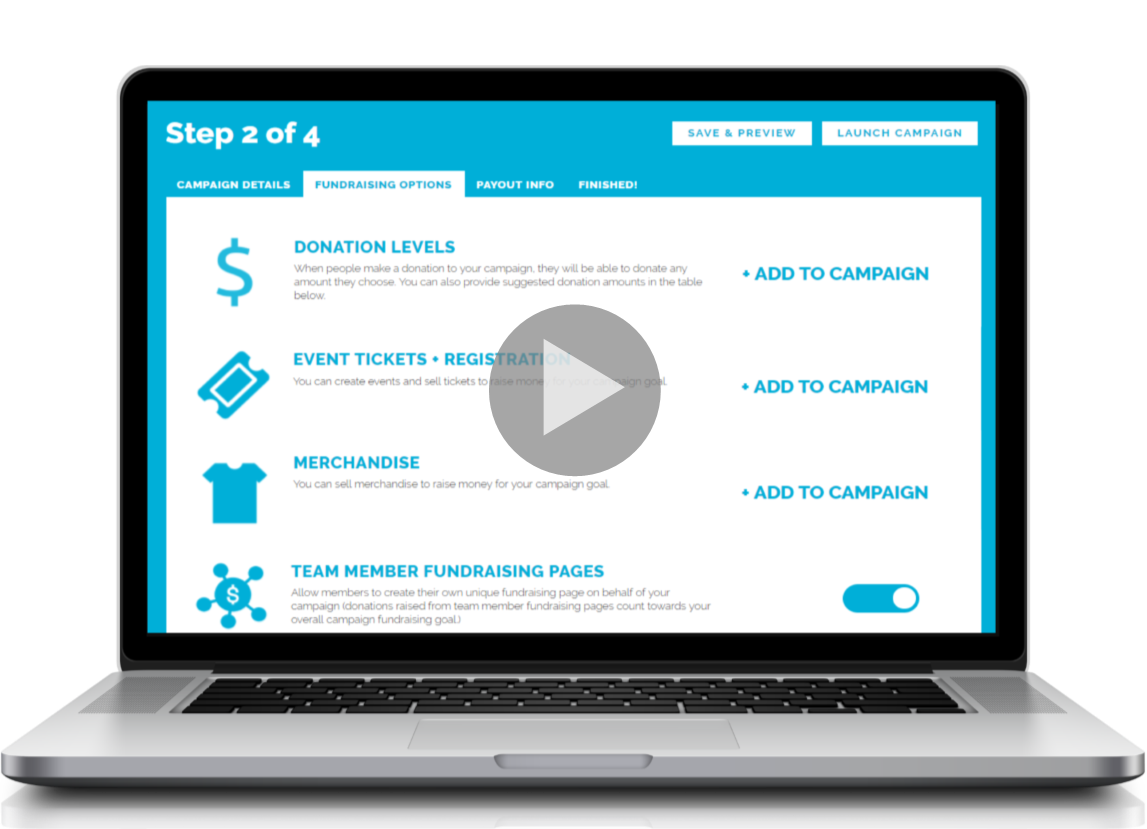 Step 2 of 4
SAVE & PREVIEW
LAUNCH CAMPAIGN
CAMPAIGN DETAILS
FUNDRAISING OPTIONS
PAYOUT INFO
FINISHED!
$
DONATION LEVELS
When people make a donation to your campaign, they will be able to donate any
amount they choose. You can also provide suggested donation amounts in the table
below.
+ ADD TO CAMPAIGN
EVENT TICKETS + REGISTRATION
You can create events and sell tickets to raise money for your campaign goal.
+ ADD TO CAMPAIGN
MERCHANDISE
You can sell merchandise to raise money for your campaign goal.
+ ADD TO CAMPAIGN
$
TEAM MEMBER FUNDRAISING PAGES
Allow members to create their own unique fundraising page on behalf of your
campaign (donations raised from team member fundraising pages count towards your
overall campaign fundraising goal.)